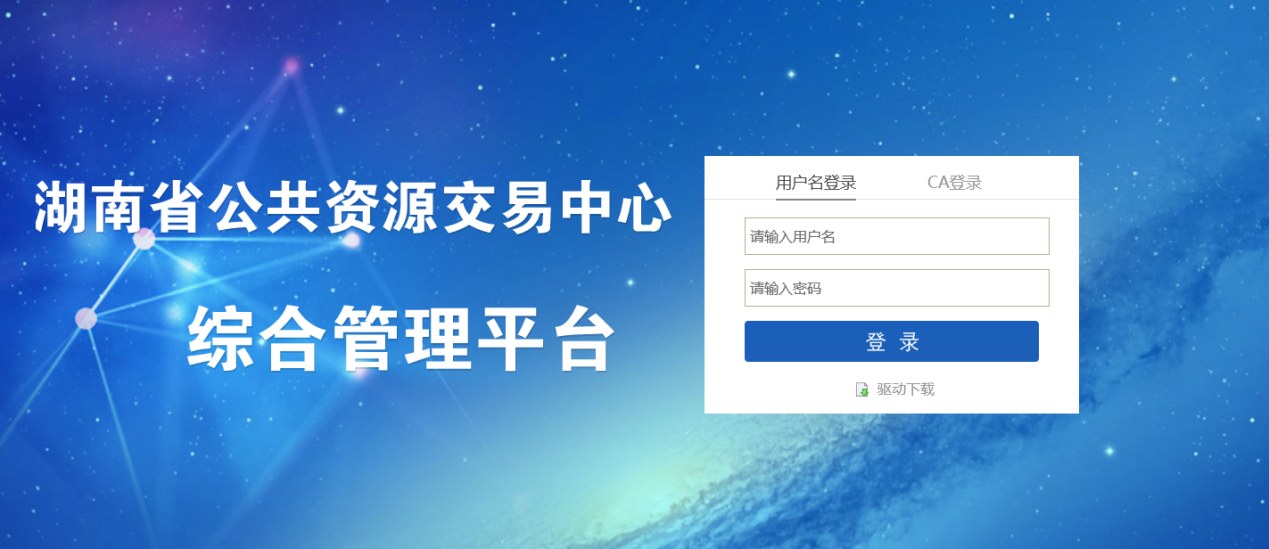 湖南省公共资源交易中心
综合管理平台
用户名登录 CA登录
请输入用户名
请输入密码
登 录
驱动下载